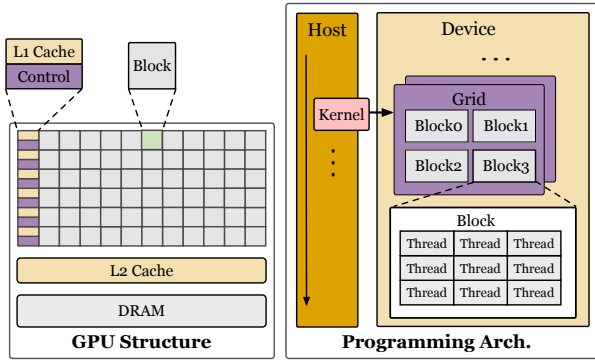 L1 Cache
Control
Block
L2 Cache
DRAM
GPU Structure
Host
Device
. . .
Kernel
Grid
Block0 Block1
Block2 Block3
Block
Thread Thread Thread
Thread Thread Thread
Thread Thread Thread
Programming Arch.